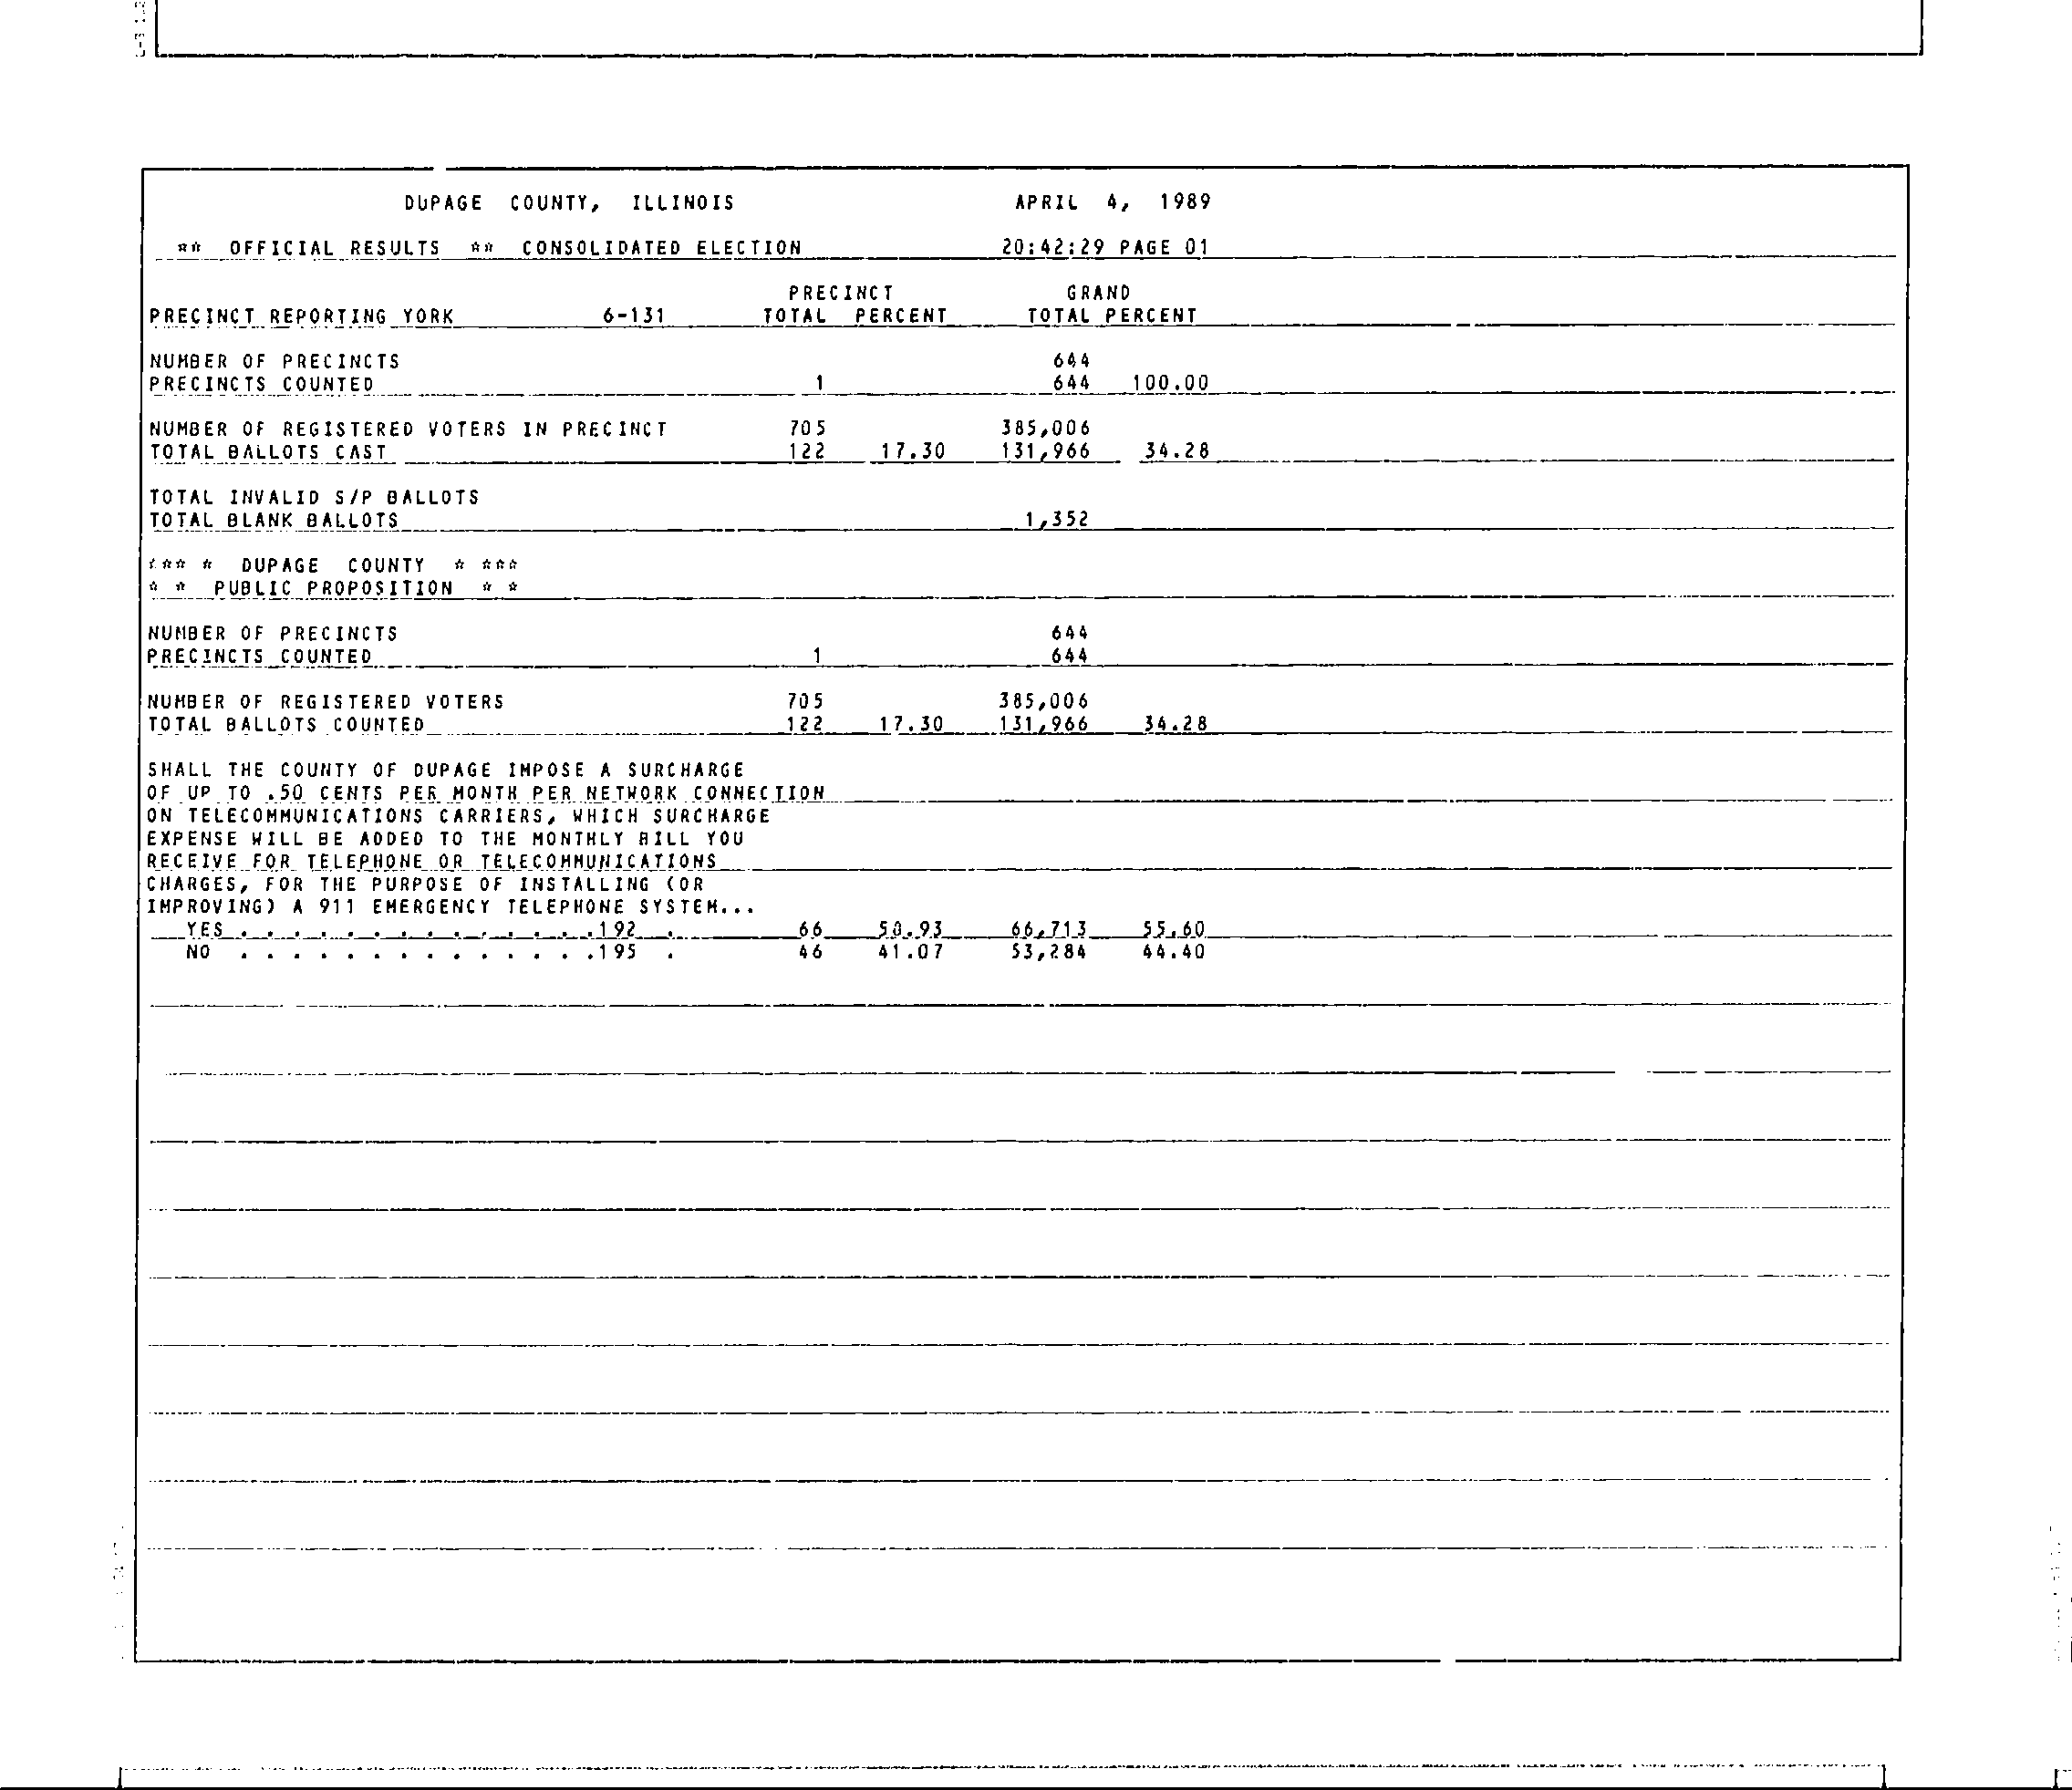 DUPAGE COUNTY, ILLINOIS APRIL 4, 1989
** OFFICIAL RESULTS ** CONSOLIDATED ELECTION 20:42:29 PAGE 01
PRECINCT GRAND
PRECINCT REPORTING YORK 6-131 TOTAL PERCENT TOTAL PERCENT
NUMBER OF PRECINCTS 644
PRECINCTS COUNTED 1 644 100.00
NUMBER OF REGISTERED VOTERS IN PRECINCT 705 385,006
TOTAL BALLOTS CAST 122 17.30 131,966 34.28
TOTAL INVALID S/P BALLOTS
TOTAL BLANK BALLOTS 1,352
*** * DUPAGE COUNTY * ***
* * PUBLIC PROPOSITION * *
NUMBER OF PRECINCTS 644
PRECINCTS COUNTED 1 644
NUMBER OF REGISTERED VOTERS 705 385,006
TOTAL BALLOTS COUNTED 122 17.30 131,966 34.28
SHALL THE COUNTY OF DUPAGE IMPOSE A SURCHARGE
OF UP TO .50 CENTS PER MONTH PER NETWORK CONNECTION
ON TELECOMMUNICATIONS CARRIERS, WHICH SURCHARGE
EXPENSE WILL BE ADDED TO THE MONTHLY BILL YOU
RECEIVE FOR TELEPHONE OR TELECOMMUNICATIONS
CHARGES, FOR THE PURPOSE OF INSTALLING (OR
IMPROVING) A 911 EMERGENCY TELEPHONE SYSTEM...
YES . . . . . . . . . . . . . .192 . 66 58.93 66,713 55.60
NO . . . . . . . . . . . . . .195 . 46 41.07 53,284 44.40